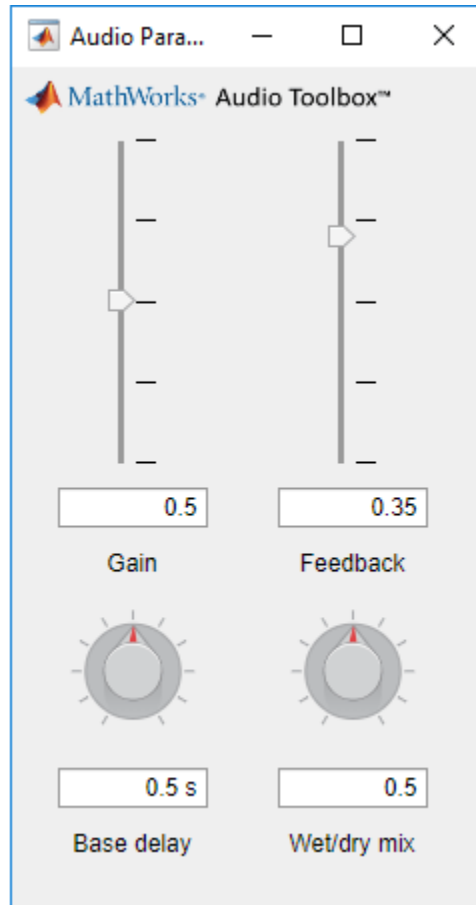 Audio Para...
MathWorks® Audio Toolbox™
0.5 0.35
Gain Feedback
0.5 s 0.5
Base delay Wet/dry mix